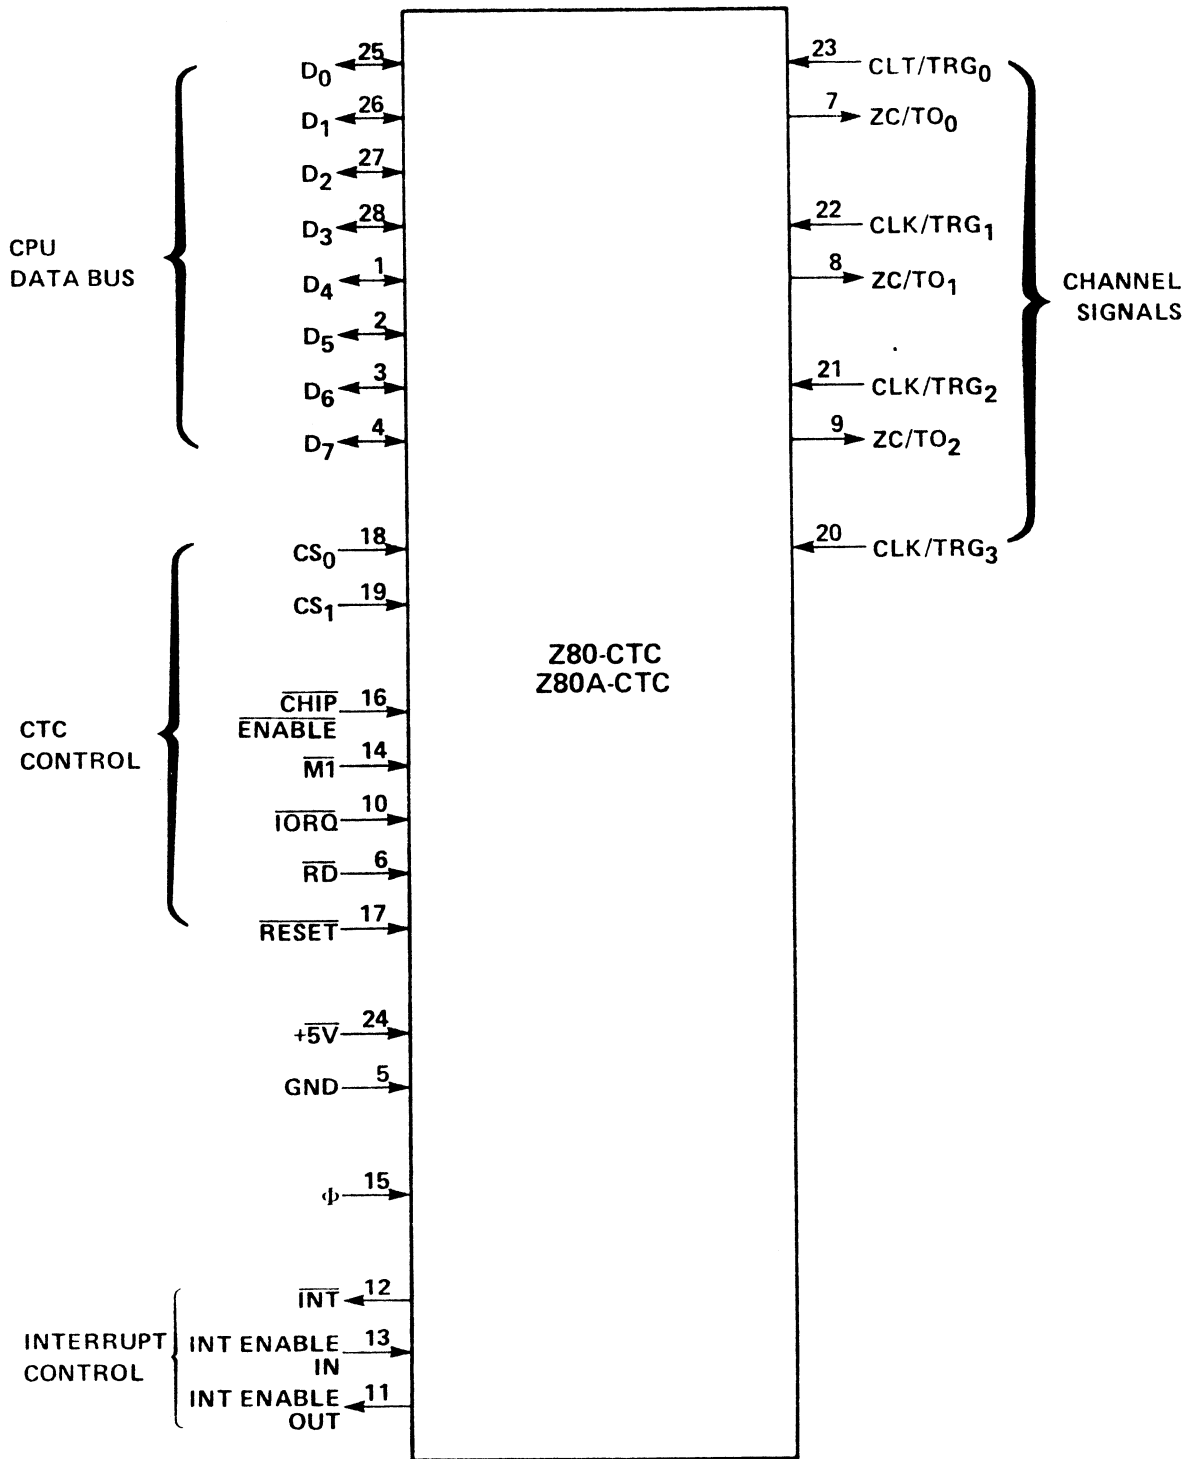 CPU
DATA BUS
D0 25
D1 26
D2 27
D3 28
D4 1
D5 2
D6 3
D7 4
CTC
CONTROL
CS0 18
CS1 19
CHIP 16
ENABLE
M1 14
IORQ 10
RD 6
RESET 17
+5V 24
GND 5
Φ 15
INTERRUPT
CONTROL
INT 12
INT ENABLE 13
IN
INT ENABLE 11
OUT
Z80-CTC
Z80A-CTC
23 CLT/TRG0
7 ZC/TO0
22 CLK/TRG1
8 ZC/TO1
21 CLK/TRG2
9 ZC/TO2
20 CLK/TRG3
CHANNEL
SIGNALS